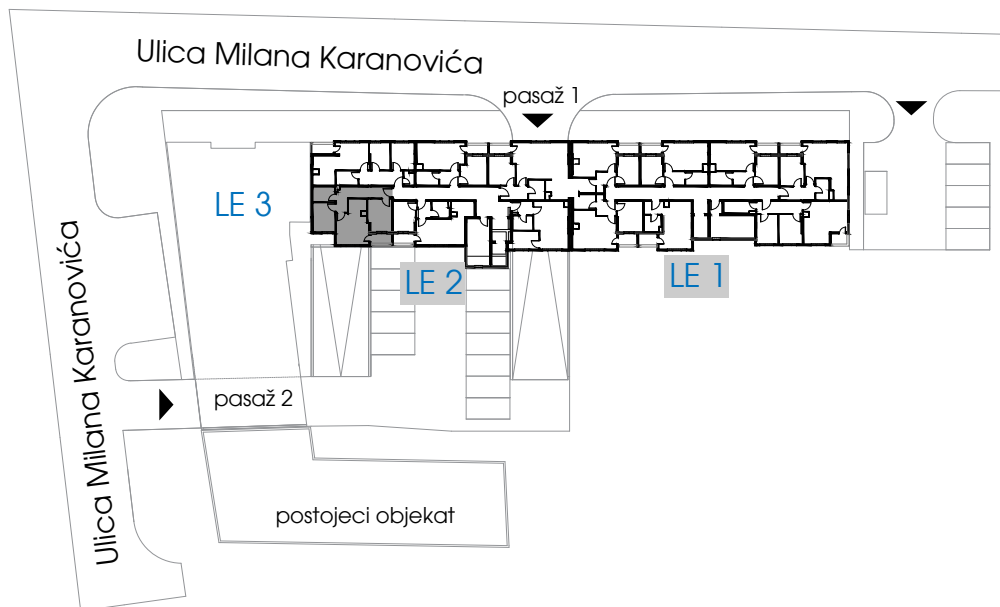 Ulica Milana Karanovića
pasaž 1
LE 3
LE 2
LE 1
Ulica Milana Karanovića
pasaž 2
postojeci objekat